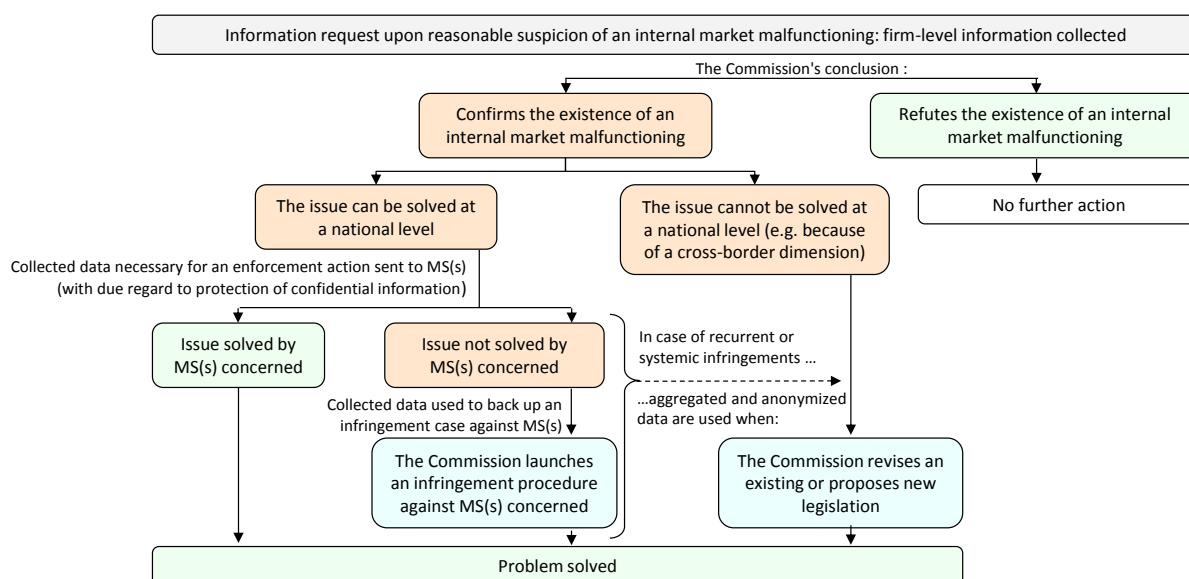 Information request upon reasonable suspicion of an internal market malfunctioning: firm-level information collected
The Commission's conclusion :
Confirms the existence of an
internal market malfunctioning
Refutes the existence of an internal
market malfunctioning
The issue can be solved at
a national level
The issue cannot be solved at
a national level (e.g. because
of a cross-border dimension)
No further action
Collected data necessary for an enforcement action sent to MS(s)
(with due regard to protection of confidential information)
Issue solved by
MS(s) concerned
Issue not solved by
MS(s) concerned
In case of recurrent or
systemic infringements ...
...aggregated and anonymized
data are used when:
Collected data used to back up an
infringement case against MS(s)
The Commission launches
an infringement procedure
against MS(s) concerned
The Commission revises an
existing or proposes new
legislation
Problem solved